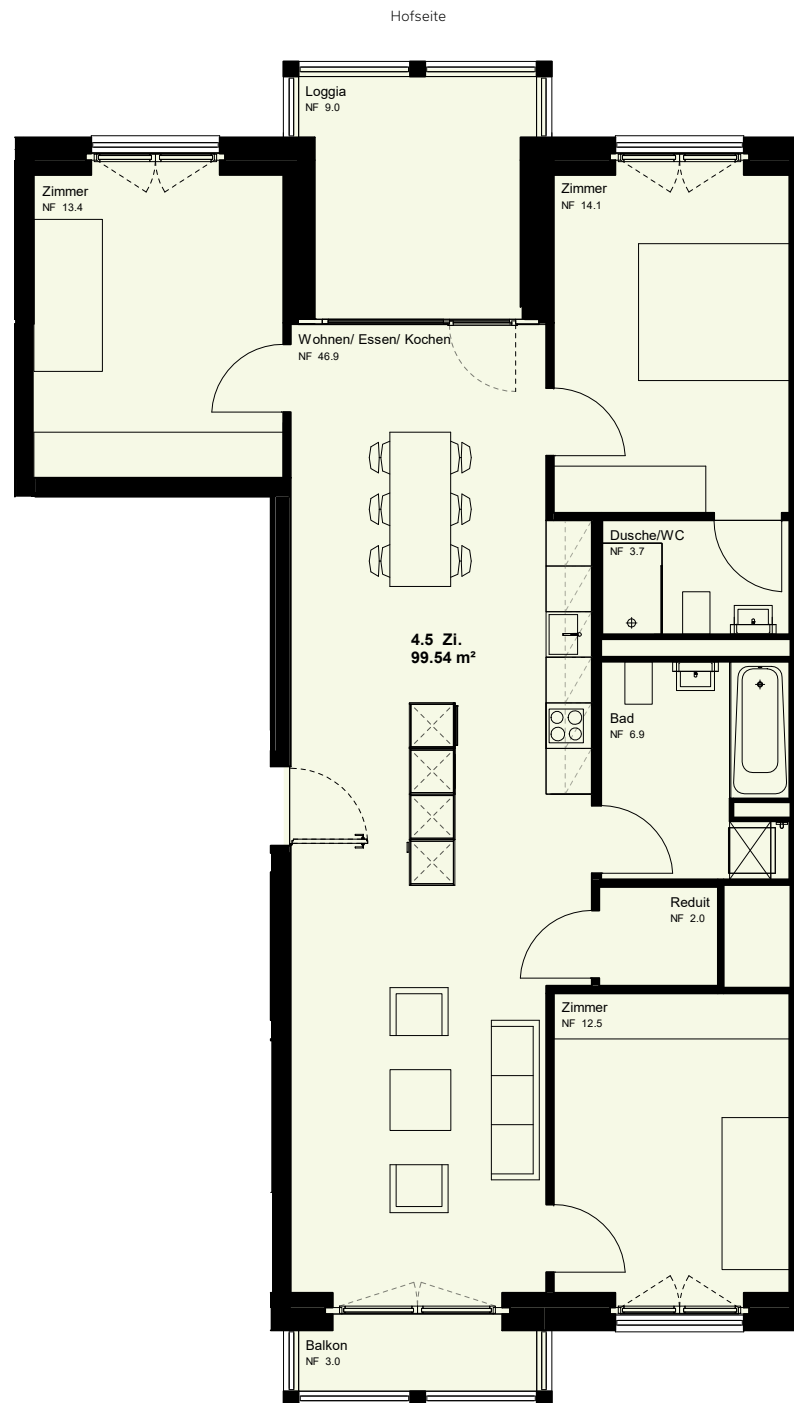 Hofseite
Loggia
NF 9.0
Zimmer
NF 13.4
Zimmer
NF 14.1
Wohnen/ Essen/ Kochen
NF 46.9
Dusche/WC
NF 3.7
4.5 Zi.
99.54 m²
Bad
NF 6.9
Reduit
NF 2.0
Zimmer
NF 12.5
Balkon
NF 3.0